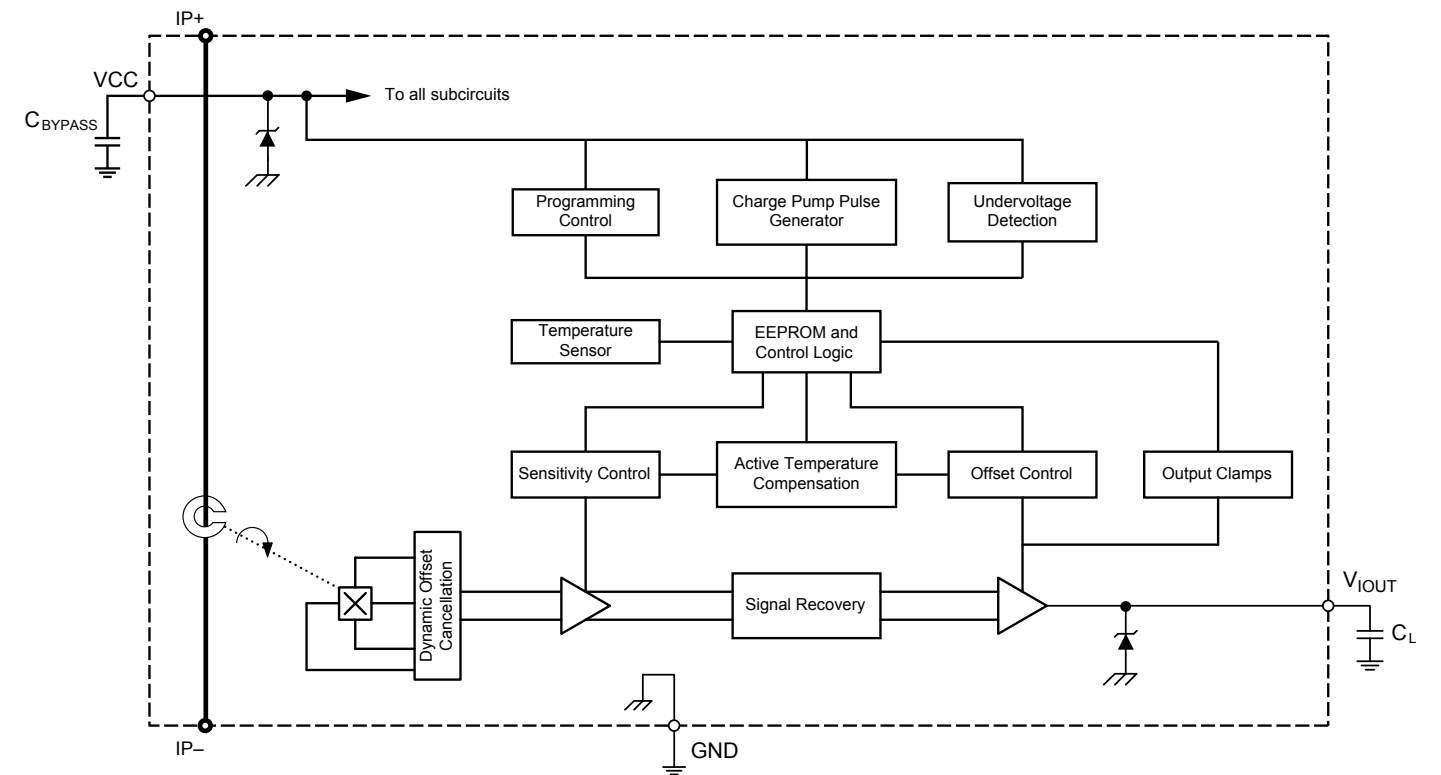 IP+
VCC
To all subcircuits
CBYPASS
Programming
Control
Charge Pump Pulse
Generator
Undervoltage
Detection
Temperature
Sensor
EEPROM and
Control Logic
Sensitivity Control
Active Temperature
Compensation
Offset Control
Output Clamps
Dynamic Offset
Cancellation
Signal Recovery
VIOUT
CL
IP–
GND